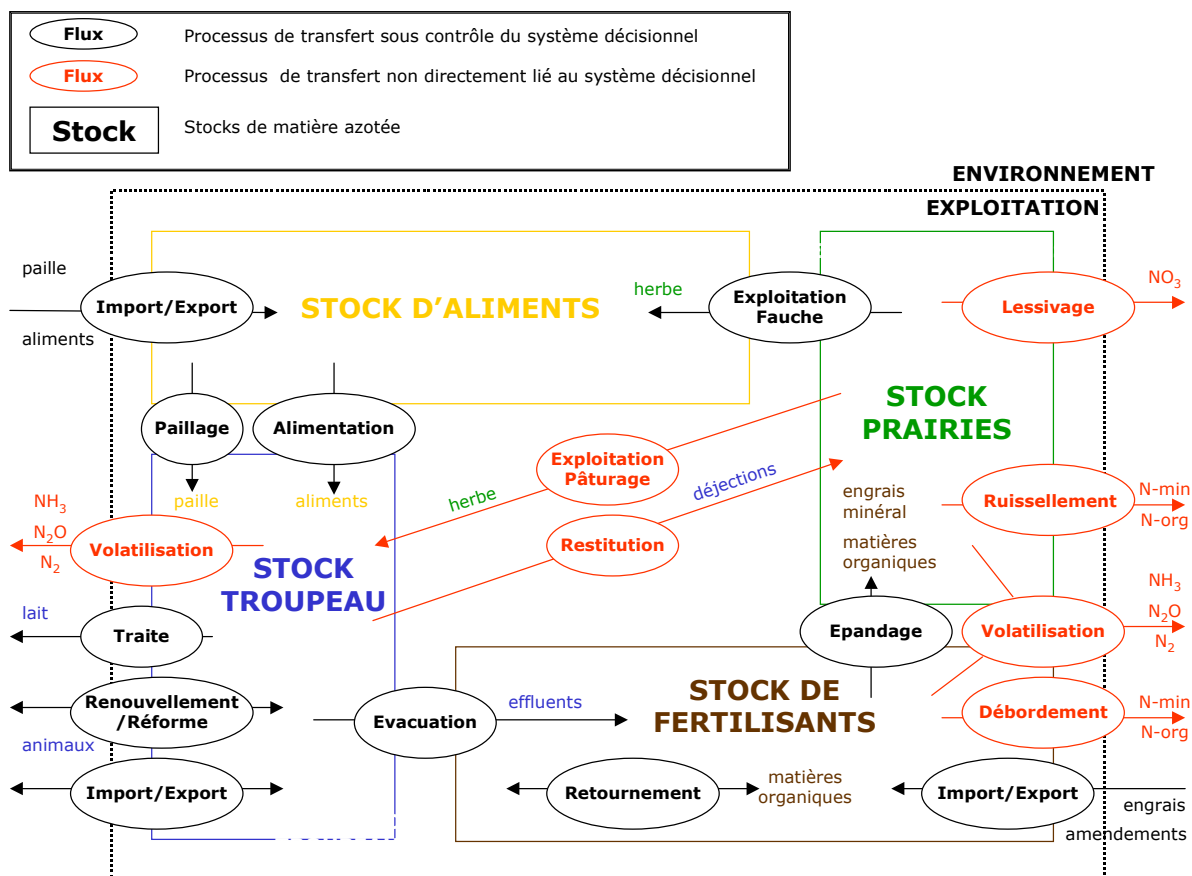 Flux
Processus de transfert sous contrôle du système décisionnel
Flux
Processus de transfert non directement lié au système décisionnel
Stock
Stocks de matière azotée
ENVIRONNEMENT
EXPLOITATION
paille
Import/Export
aliments
STOCK D'ALIMENTS
herbe
Exploitation
Fauche
Lessivage
NO3
Paillage
Alimentation
paille
aliments
STOCK
PRAIRIES
Exploitation
Pâturage
herbe
déjections
Restitution
engrais
minéral
matières
organiques
Ruissellement
N-min
N-org
NH3
N2O
N2
Volatilisation
STOCK
TROUPEAU
lait
Traite
Epandage
Volatilisation
NH3
N2O
N2
Renouvellement
/Réforme
animaux
Import/Export
Evacuation
effluents
STOCK DE
FERTILISANTS
Débordement
N-min
N-org
Retournement
matières
organiques
Import/Export
engrais
amendements